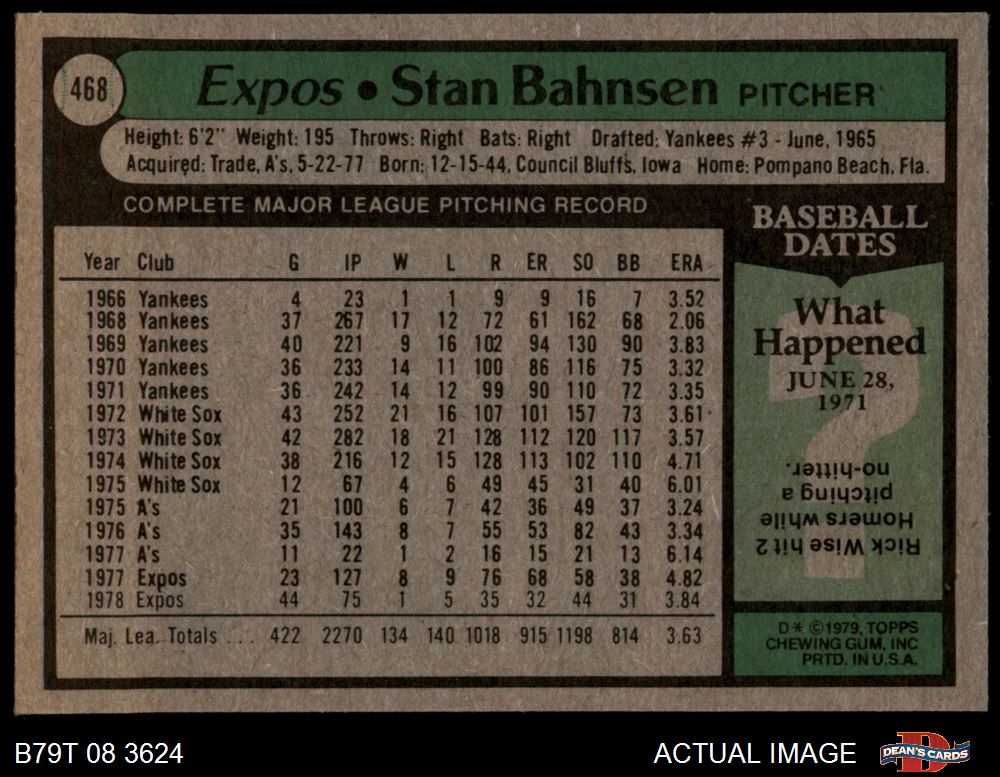 468
Expos • Stan Bahnsen PITCHER
Height: 6'2" Weight: 195 Throws: Right Bats: Right Drafted: Yankees #3 - June, 1965
Acquired: Trade, A's, 5-22-77 Born: 12-15-44, Council Bluffs, Iowa Home: Pompano Beach, Fla.
COMPLETE MAJOR LEAGUE PITCHING RECORD
Year Club G IP W L R ER SO BB ERA
1966 Yankees 4 23 1 1 9 9 16 7 3.52
1968 Yankees 37 267 17 12 72 61 162 68 2.06
1969 Yankees 40 221 9 16 102 94 130 90 3.83
1970 Yankees 36 233 14 11 100 86 116 75 3.32
1971 Yankees 36 242 14 12 99 90 110 72 3.35
1972 White Sox 43 252 21 16 107 101 157 73 3.61
1973 White Sox 42 282 18 21 128 112 120 117 3.57
1974 White Sox 38 216 12 15 128 113 102 110 4.71
1975 White Sox 12 67 4 6 49 45 31 40 6.01
1975 A's 21 100 6 7 42 36 49 37 3.24
1976 A's 35 143 8 7 55 53 82 43 3.34
1977 A's 11 22 1 2 16 15 21 13 6.14
1977 Expos 23 127 8 9 76 68 58 38 4.82
1978 Expos 44 75 1 5 35 32 44 31 3.84
Maj. Lea. Totals . . . 422 2270 134 140 1018 915 1198 814 3.63
BASEBALL
DATES
What
Happened
JUNE 28,
1971
?
Rick Wise hit 2
Homers while
pitching a
no-hitter.
D* ©1979, TOPPS
CHEWING GUM, INC
PRTD. IN U.S.A.
B79T 08 3624
ACTUAL IMAGE
D
DEAN'S CARDS